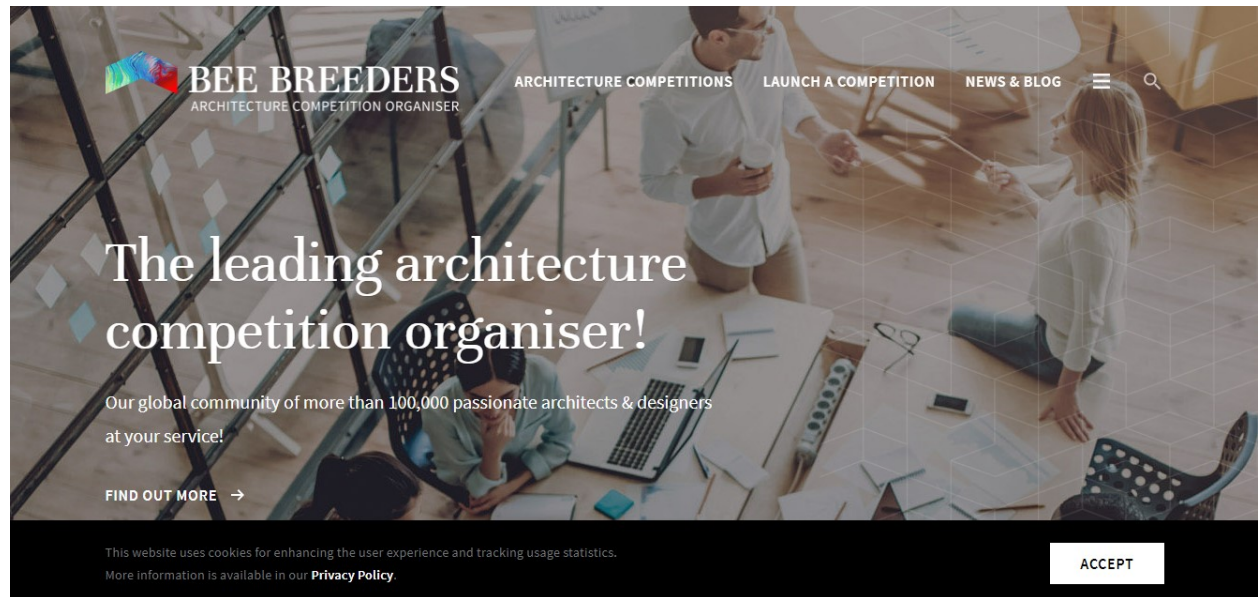 BEE BREEDERS
ARCHITECTURE COMPETITION ORGANISER
ARCHITECTURE COMPETITIONS
LAUNCH A COMPETITION
NEWS & BLOG
The leading architecture
competition organiser!
Our global community of more than 100,000 passionate architects & designers
at your service!
FIND OUT MORE →
This website uses cookies for enhancing the user experience and tracking usage statistics.
More information is available in our Privacy Policy.
ACCEPT